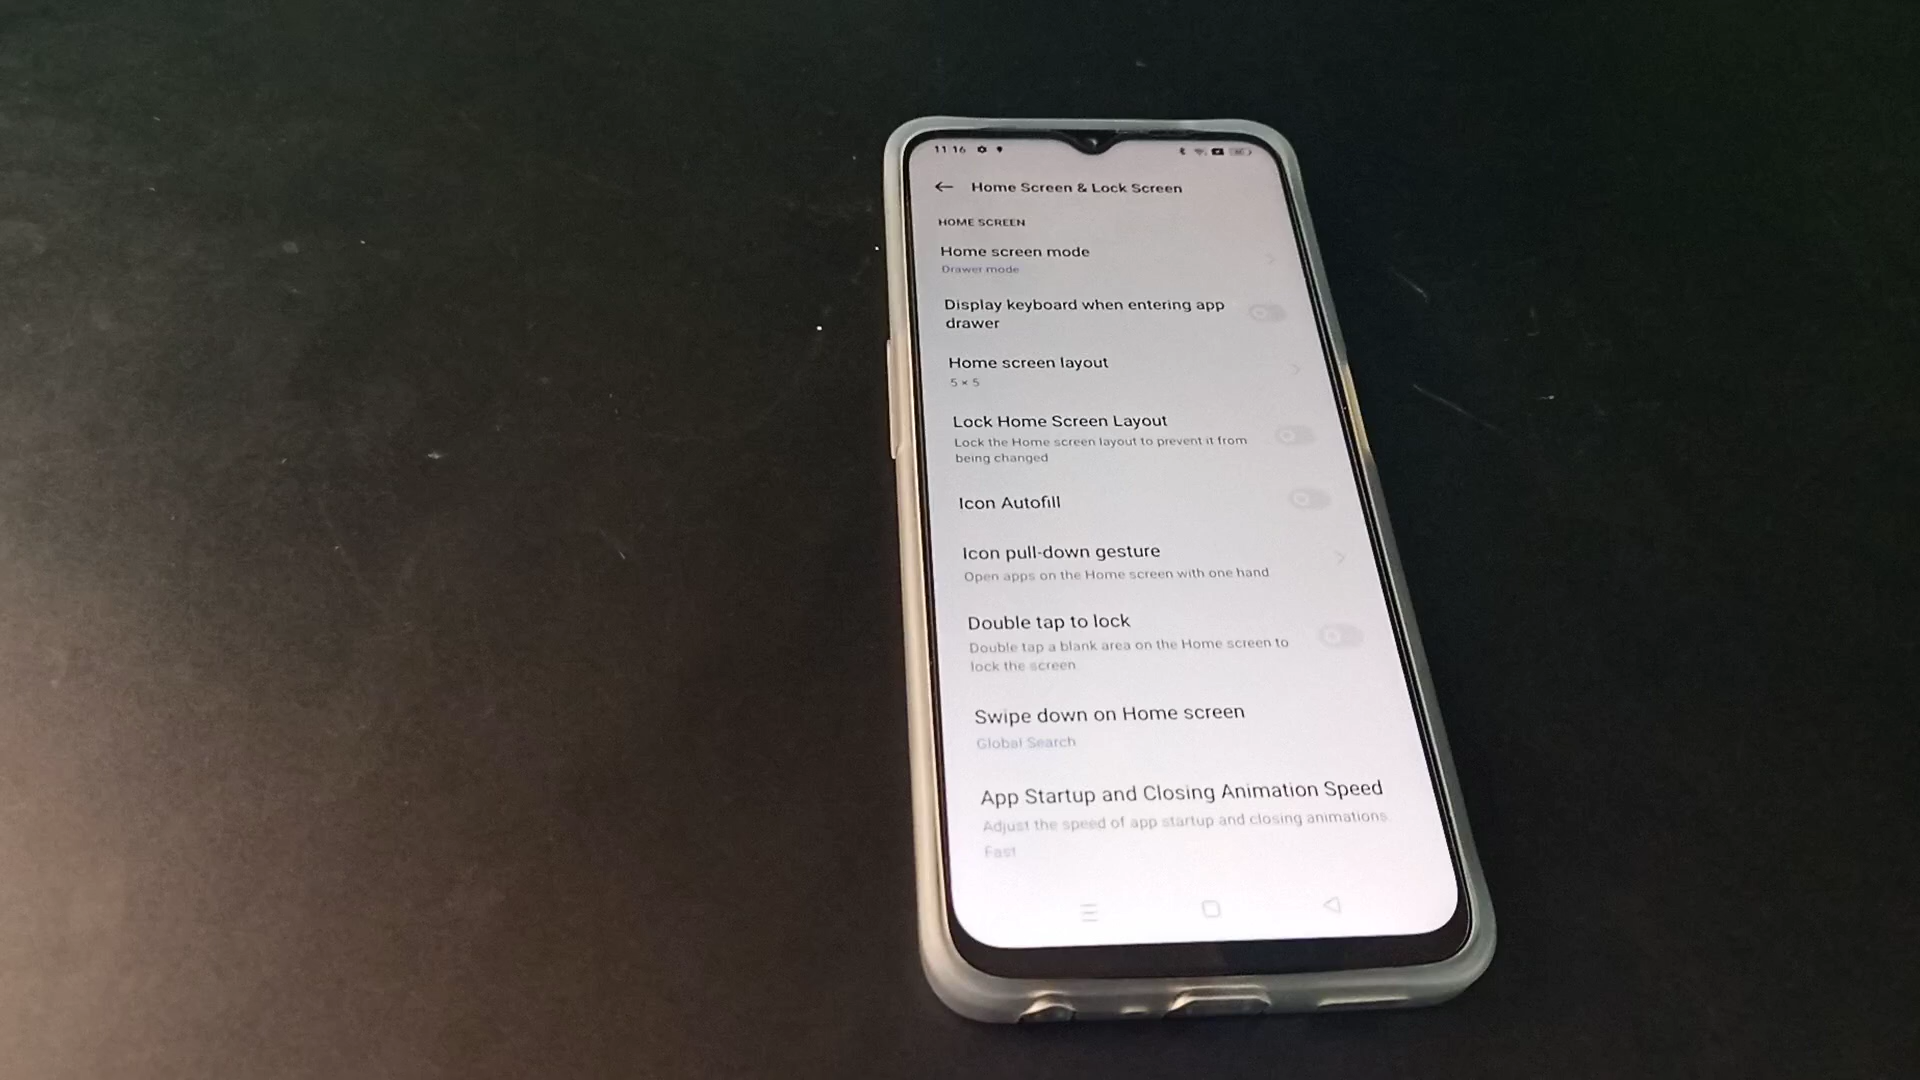 11 16
Home Screen & Lock Screen
HOME SCREEN
Home screen mode
Drawer mode
Display keyboard when entering app
drawer
Home screen layout
5 × 5
Lock Home Screen Layout
Lock the Home screen layout to prevent it from
being changed
Icon Autofill
Icon pull-down gesture
Open apps on the Home screen with one hand
Double tap to lock
Double tap a blank area on the Home screen to
lock the screen
Swipe down on Home screen
Global Search
App Startup and Closing Animation Speed
Adjust the speed of app startup and closing animations
Fast